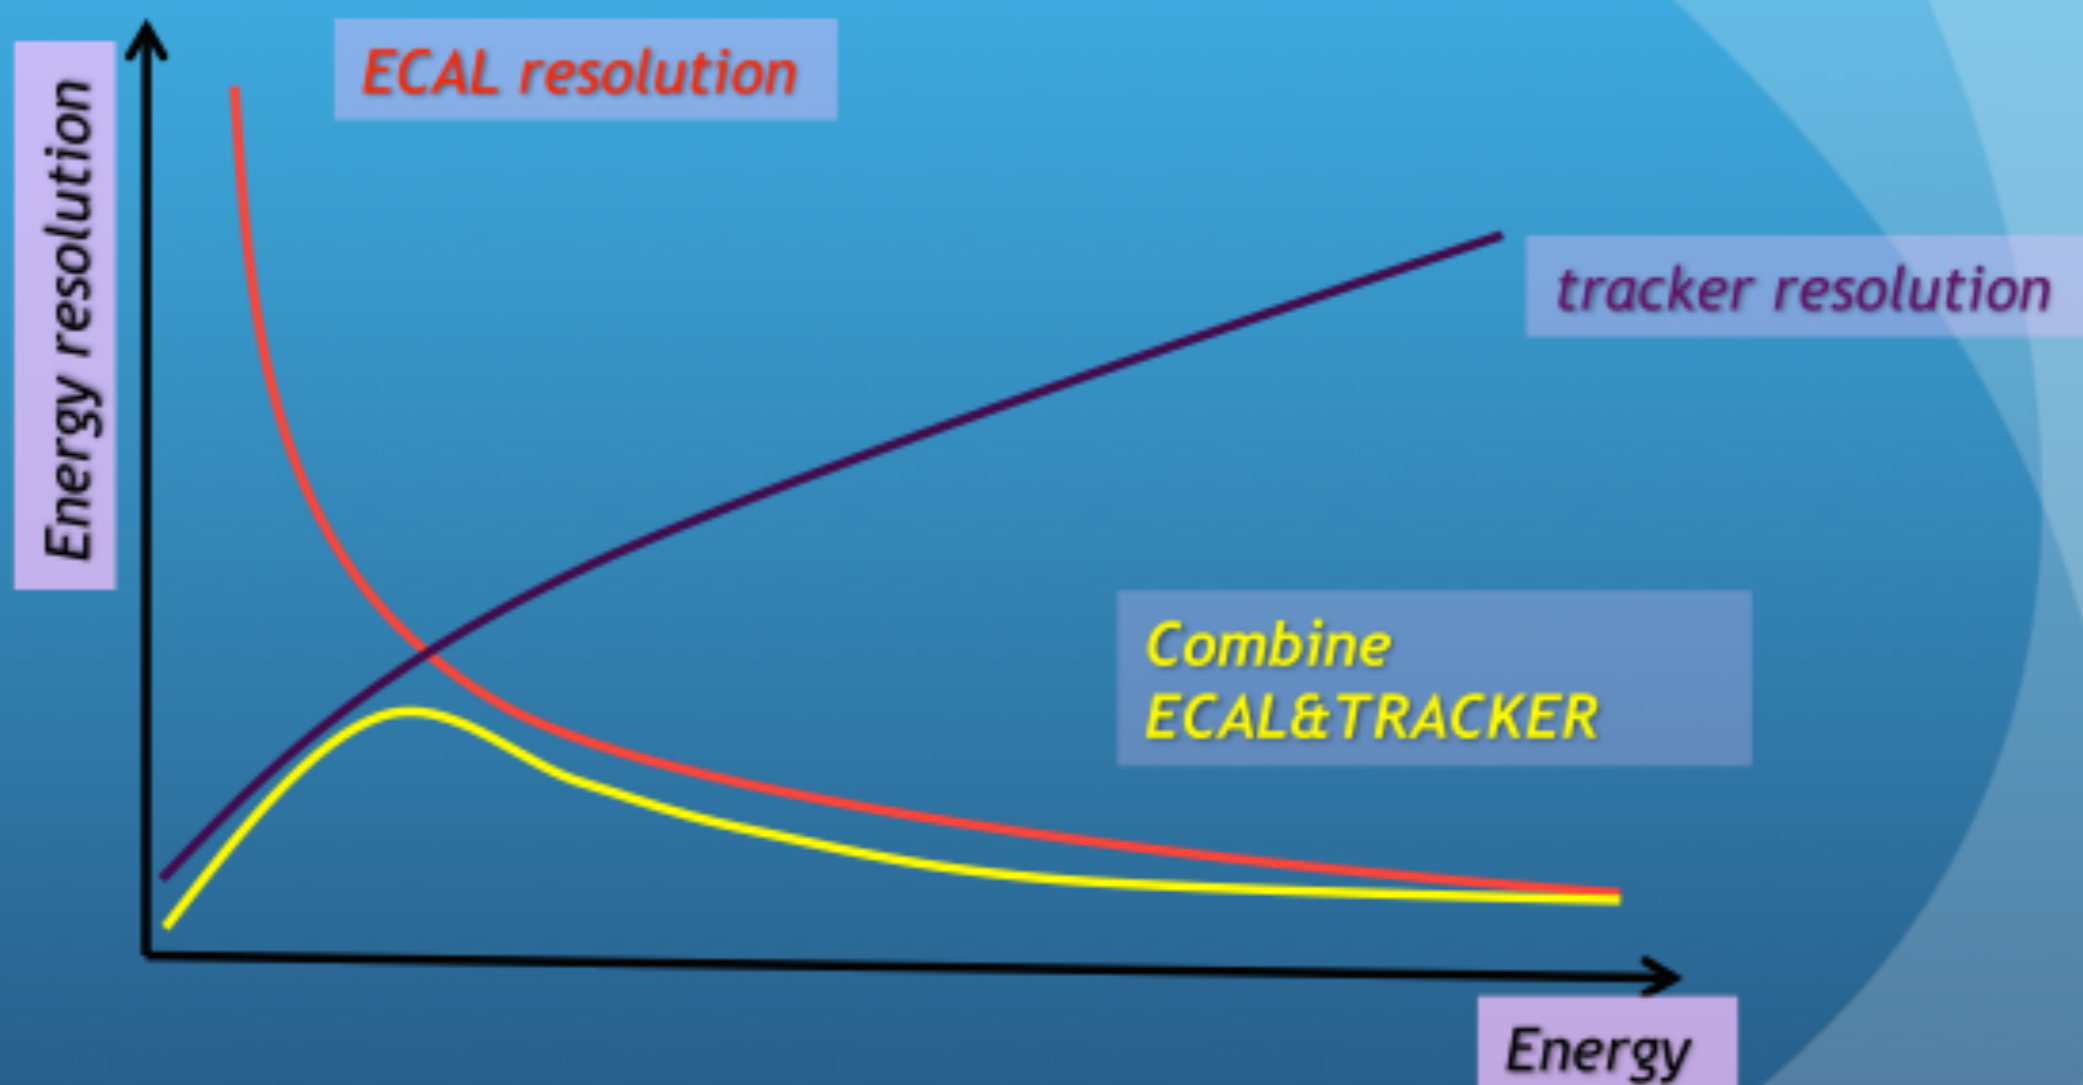 ECAL resolution
Energy resolution
tracker resolution
Combine
ECAL&TRACKER
Energy